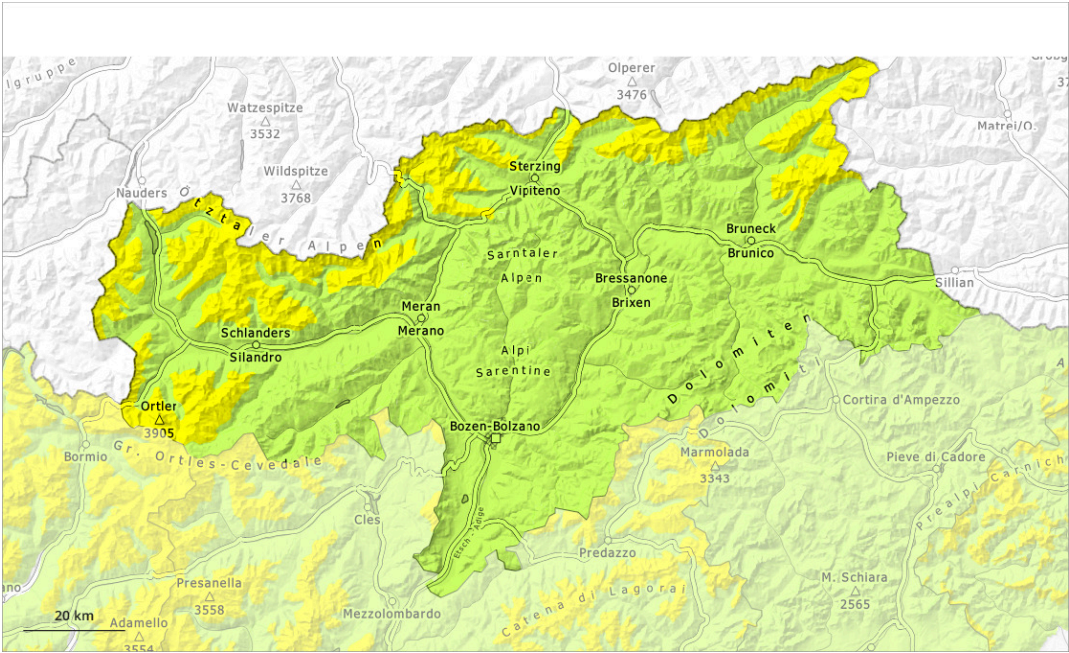 lgruppe
Olperer
3476
Watzespitze
3532
Matrei/O.
Wildspitze
3768
Nauders
Sterzing
Vipiteno
Ötztaler Alpen
Bruneck
Brunico
Sarntaler
Alpen
Bressanone
Brixen
Sillian
Meran
Merano
Schlanders
Silandro
Alpi
Sarentine
Dolomiten
Dolomiti
Ortler
3905
Cortina d'Ampezzo
Bozen-Bolzano
Bormio
Gr. Ortles-Cevedale
Marmolada
3343
Pieve di Cadore
Prealpi Carnich
Cles
Etsch - Adige
Predazzo
ano
Presanella
3558
M. Schiara
2565
Catena di Lagorai
Mezzolombardo
20 km
Adamello
3554